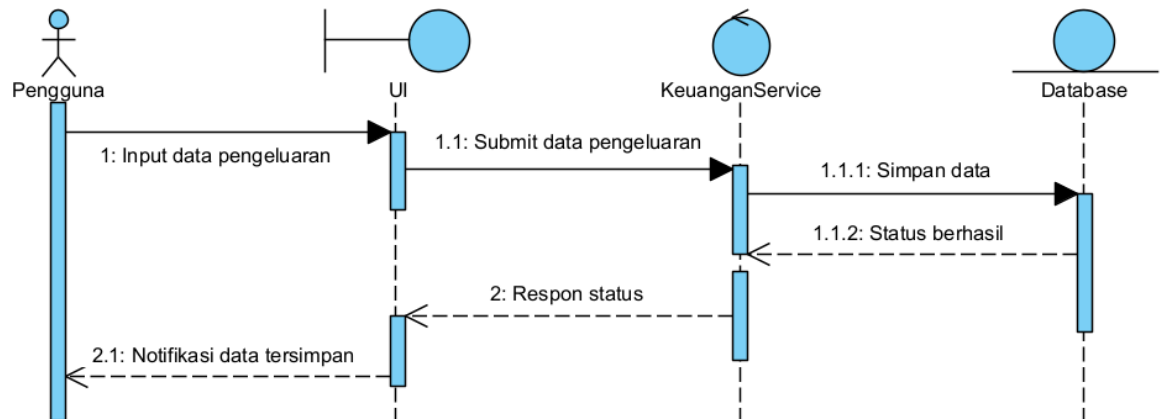 Pengguna
UI
KeuanganService
Database
1: Input data pengeluaran
1.1: Submit data pengeluaran
1.1.1: Simpan data
1.1.2: Status berhasil
2: Respon status
2.1: Notifikasi data tersimpan